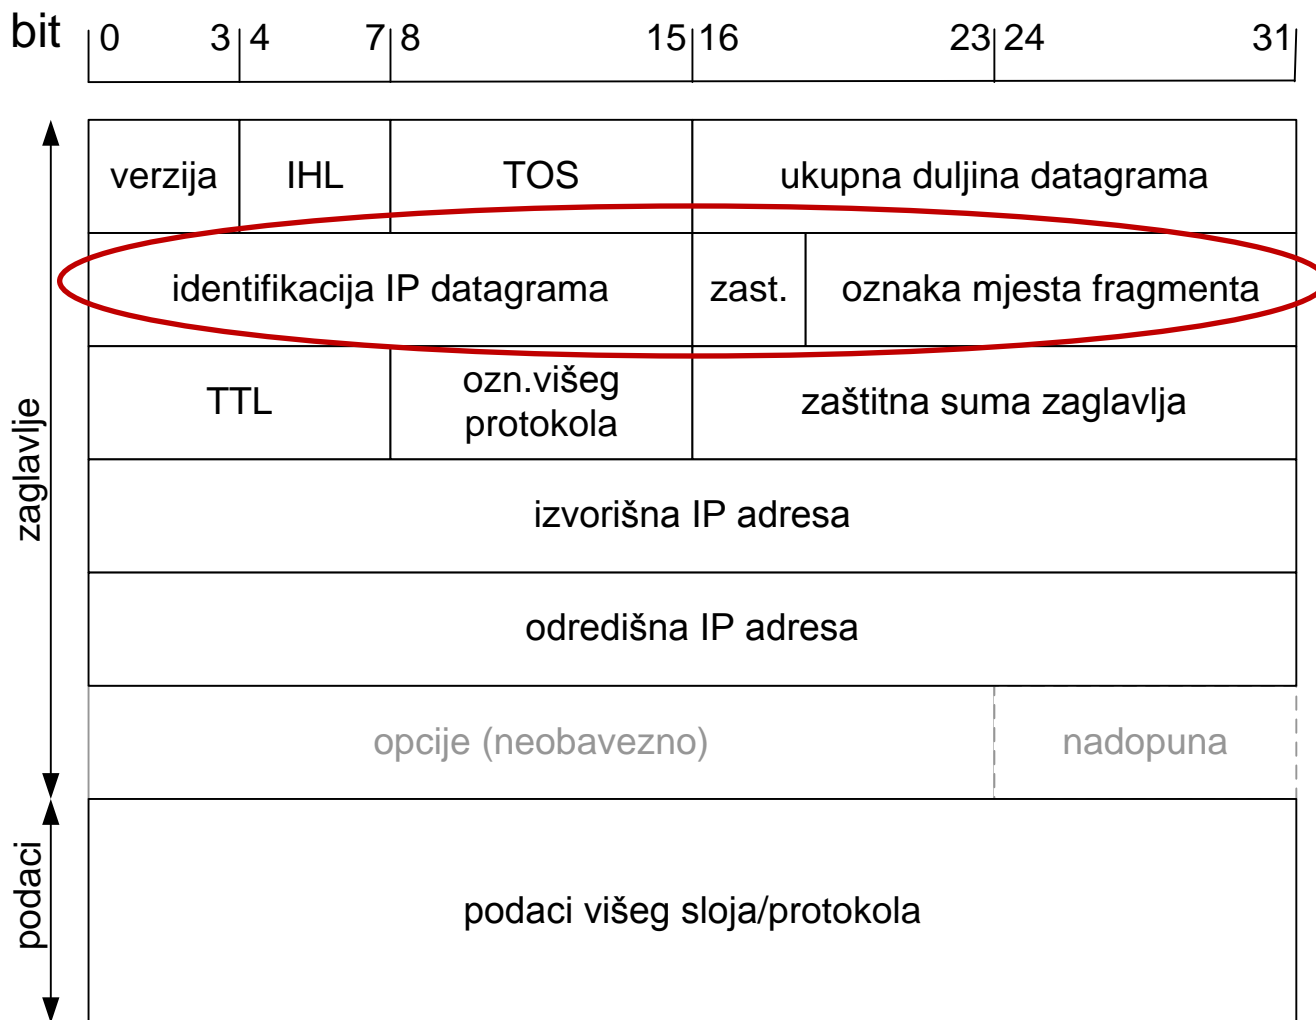 bit 0 3 4 7 8 15 16 23 24 31
verzija IHL TOS ukupna duljina datagrama
identifikacija IP datagrama zast. oznaka mjesta fragmenta
TTL ozn.višeg protokola zaštitna suma zaglavlja
zaglavlje
izvorišna IP adresa
odredišna IP adresa
opcije (neobavezno) nadopuna
podaci
podaci višeg sloja/protokola